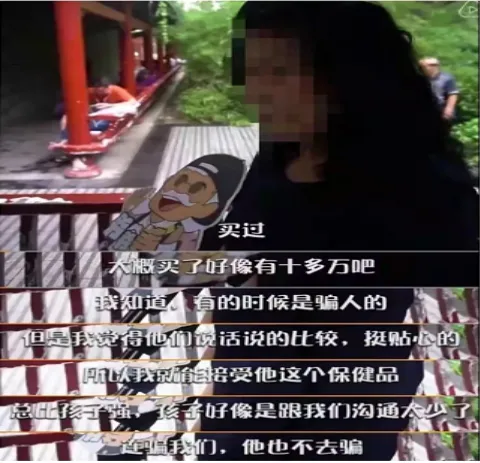 买过
大概买了好像有十多万吧
我知道，有的时候是骗人的
但是我觉得他们说话说的比较，挺贴心的
所以我就能接受他这个保健品
总比孩子强，孩子好像是跟我们沟通太少了
连骗我们，他也不去骗